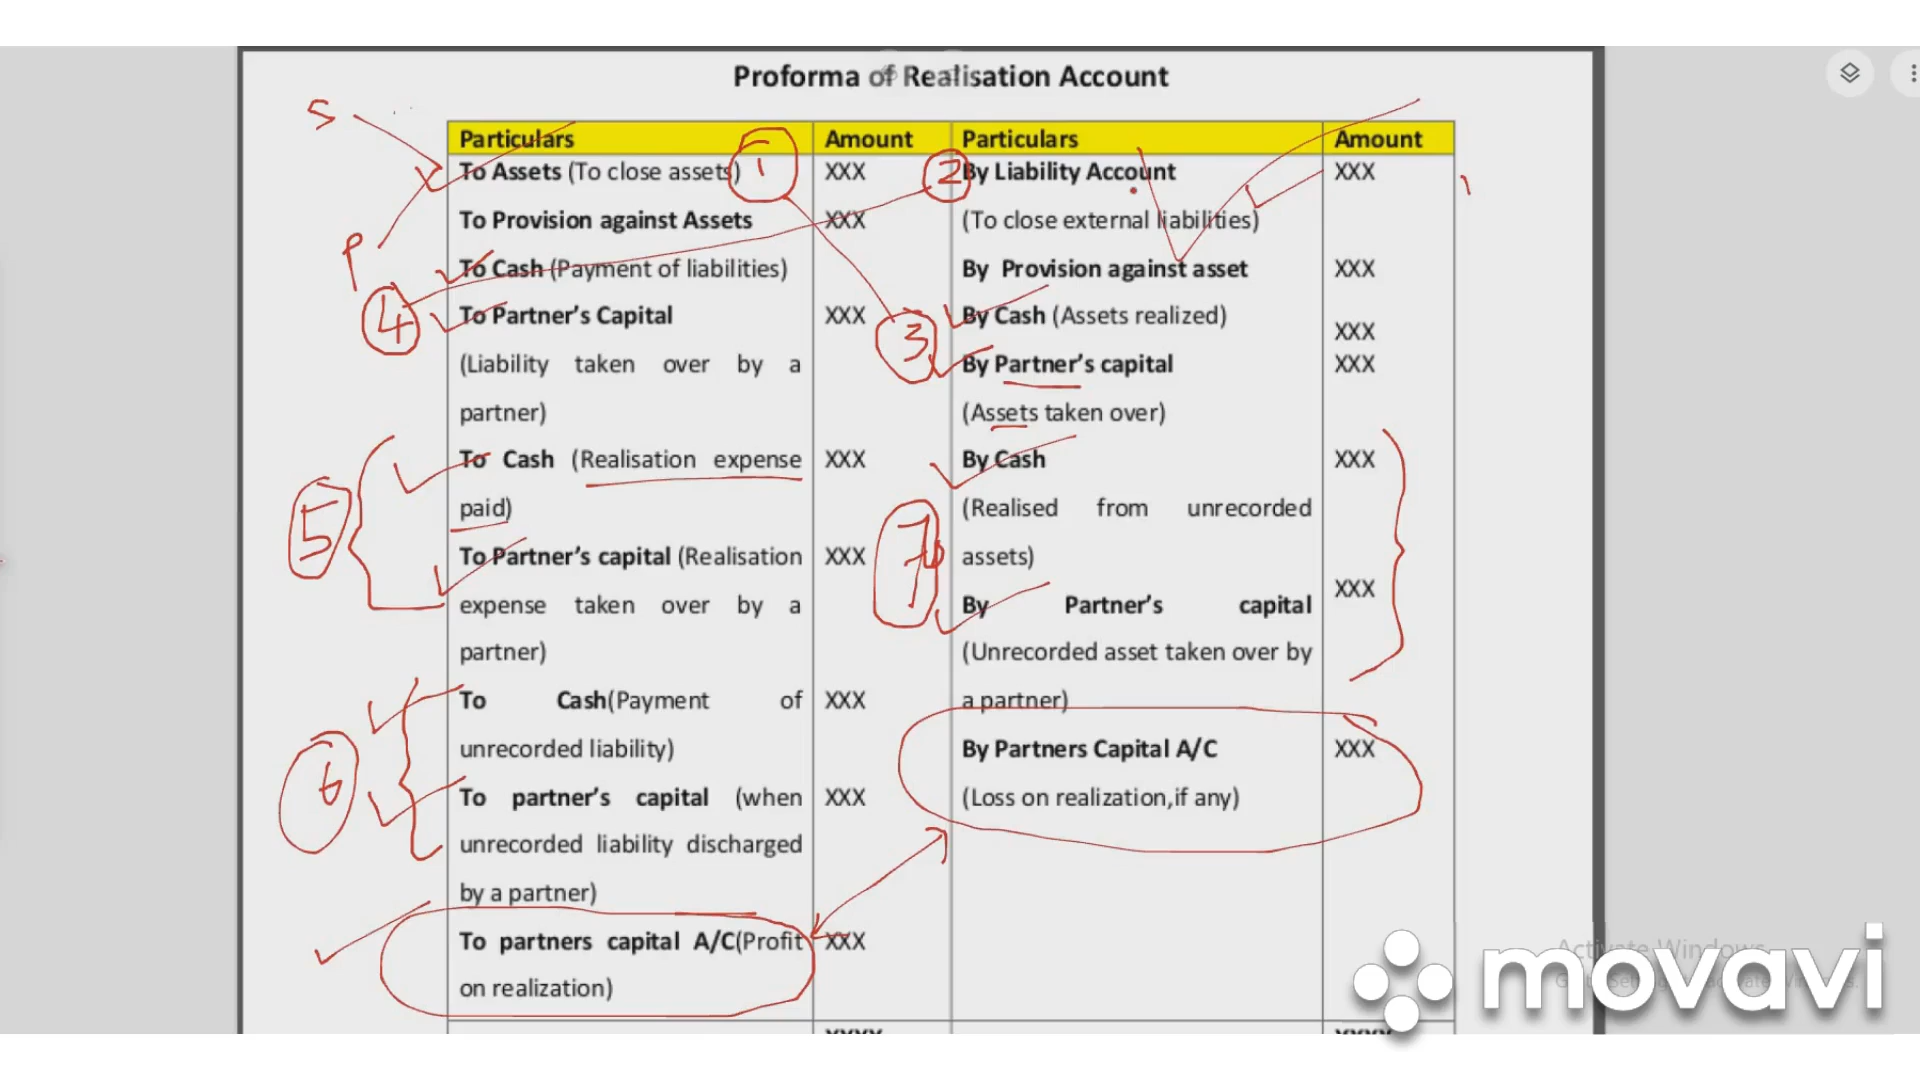 Proforma of Realisation Account
S
Particulars Amount Particulars Amount
To Assets (To close assets) 1 XXX 2 By Liability Account XXX
To Provision against Assets XXX (To close external liabilities)
P
To Cash (Payment of liabilities) By Provision against asset XXX
4 To Partner's Capital XXX 3 By Cash (Assets realized) XXX
(Liability taken over by a By Partner's capital XXX
partner) (Assets taken over)
To Cash (Realisation expense XXX By Cash XXX
5 paid) 7 (Realised from unrecorded
To Partner's capital (Realisation XXX assets)
expense taken over by a By Partner's capital XXX
partner) (Unrecorded asset taken over by
To Cash(Payment of XXX a partner)
6 unrecorded liability) By Partners Capital A/C XXX
To partner's capital (when XXX (Loss on realization,if any)
unrecorded liability discharged
by a partner)
To partners capital A/C(Profit XXX
on realization)
Activate Windows
movavi